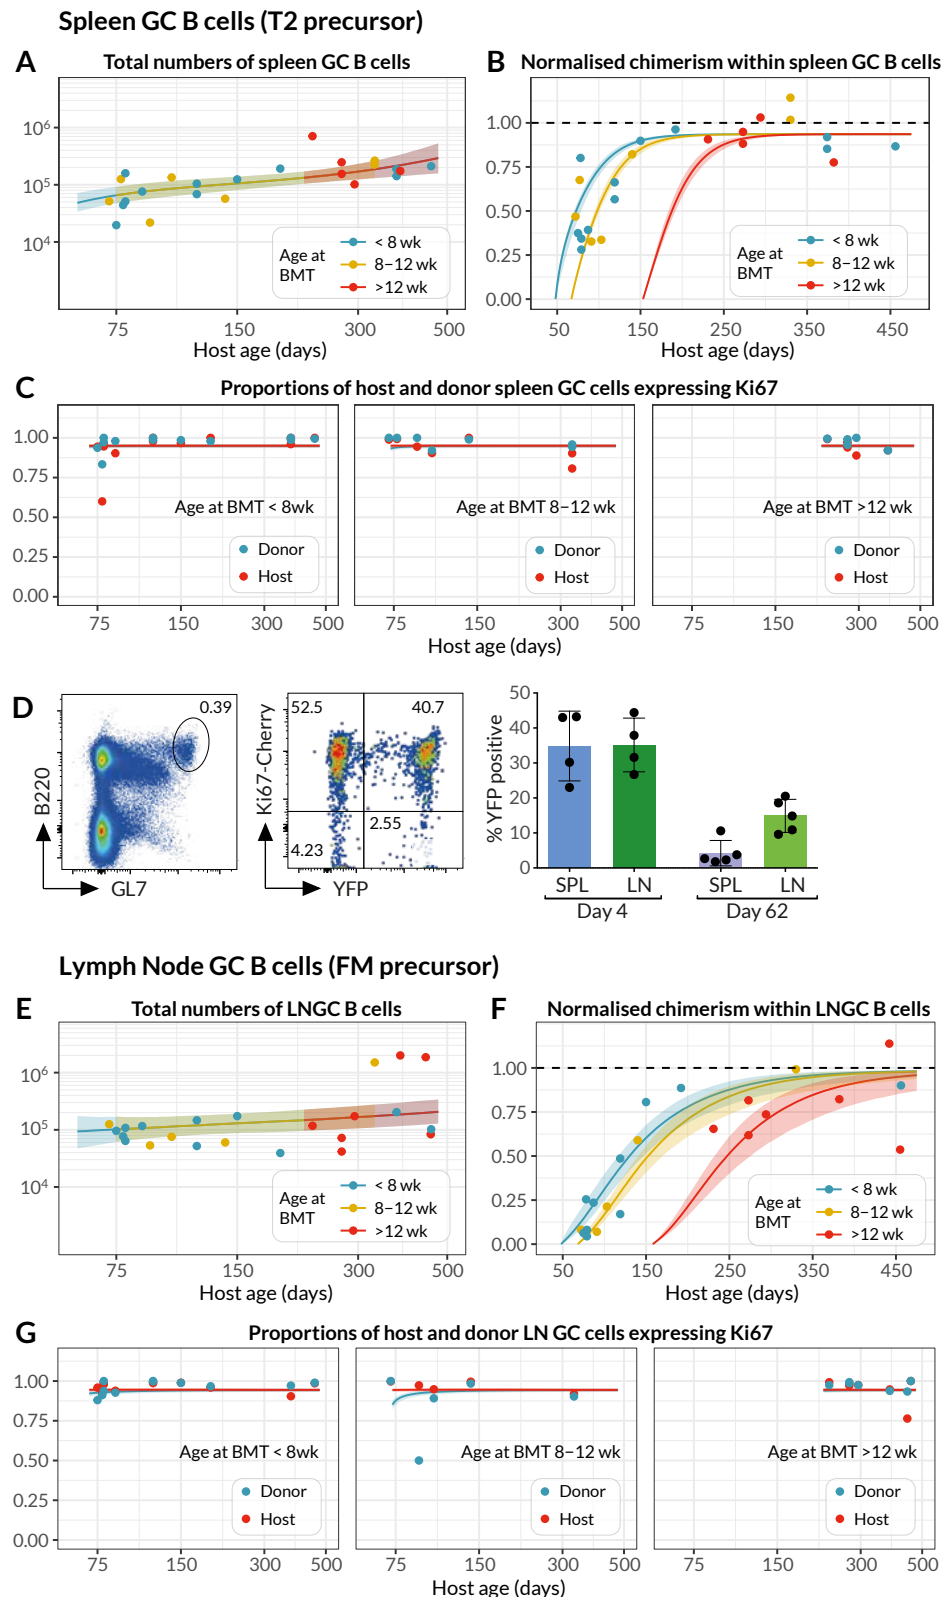 Spleen GC B cells (T2 precursor)
A
Total numbers of spleen GC B cells
10^6
10^5
10^4
Age at
BMT
< 8 wk
8−12 wk
>12 wk
75
150
300
500
Host age (days)
B
Normalised chimerism within spleen GC B cells
1.00
0.75
0.50
0.25
0.00
Age at
BMT
< 8 wk
8−12 wk
>12 wk
50
150
250
350
450
Host age (days)
C
Proportions of host and donor spleen GC cells expressing Ki67
1.00
0.75
0.50
0.25
0.00
Age at BMT < 8wk
Donor
Host
75
150
300
500
Age at BMT 8−12 wk
Donor
Host
75
150
300
500
Age at BMT >12 wk
Donor
Host
75
150
300
500
Host age (days)
D
0.39
B220
GL7
52.5
40.7
2.55
4.23
Ki67-Cherry
YFP
50
40
30
20
10
0
% YFP positive
SPL
LN
SPL
LN
Day 4
Day 62
Lymph Node GC B cells (FM precursor)
E
Total numbers of LNGC B cells
10^6
10^5
10^4
Age at
BMT
< 8 wk
8−12 wk
>12 wk
75
150
300
500
Host age (days)
F
Normalised chimerism within LNGC B cells
1.00
0.75
0.50
0.25
0.00
Age at
BMT
< 8 wk
8−12 wk
>12 wk
50
150
250
350
450
Host age (days)
G
Proportions of host and donor LN GC cells expressing Ki67
1.00
0.75
0.50
0.25
0.00
Age at BMT < 8wk
Donor
Host
75
150
300
500
Age at BMT 8−12 wk
Donor
Host
75
150
300
500
Age at BMT >12 wk
Donor
Host
75
150
300
500
Host age (days)